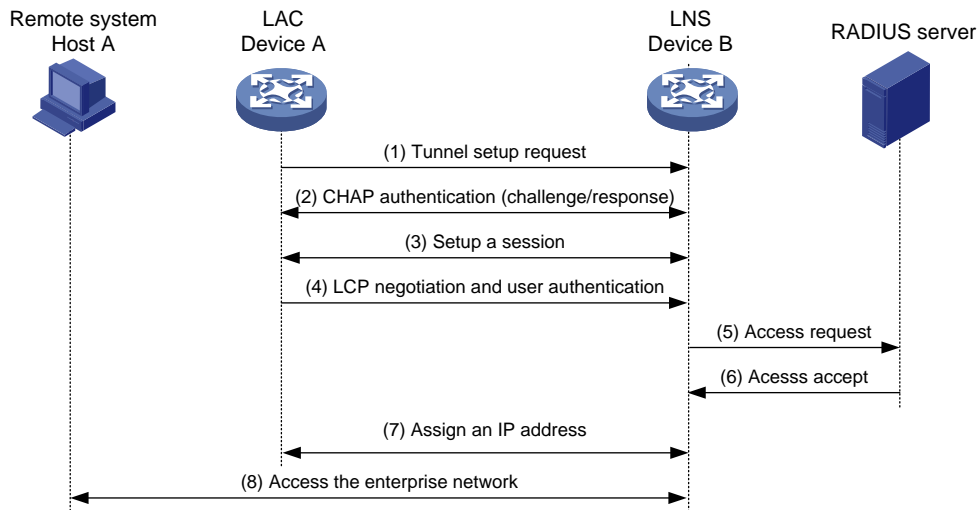 Remote system
Host A
LAC
Device A
LNS
Device B
RADIUS server
(1) Tunnel setup request
(2) CHAP authentication (challenge/response)
(3) Setup a session
(4) LCP negotiation and user authentication
(5) Access request
(6) Acesss accept
(7) Assign an IP address
(8) Access the enterprise network